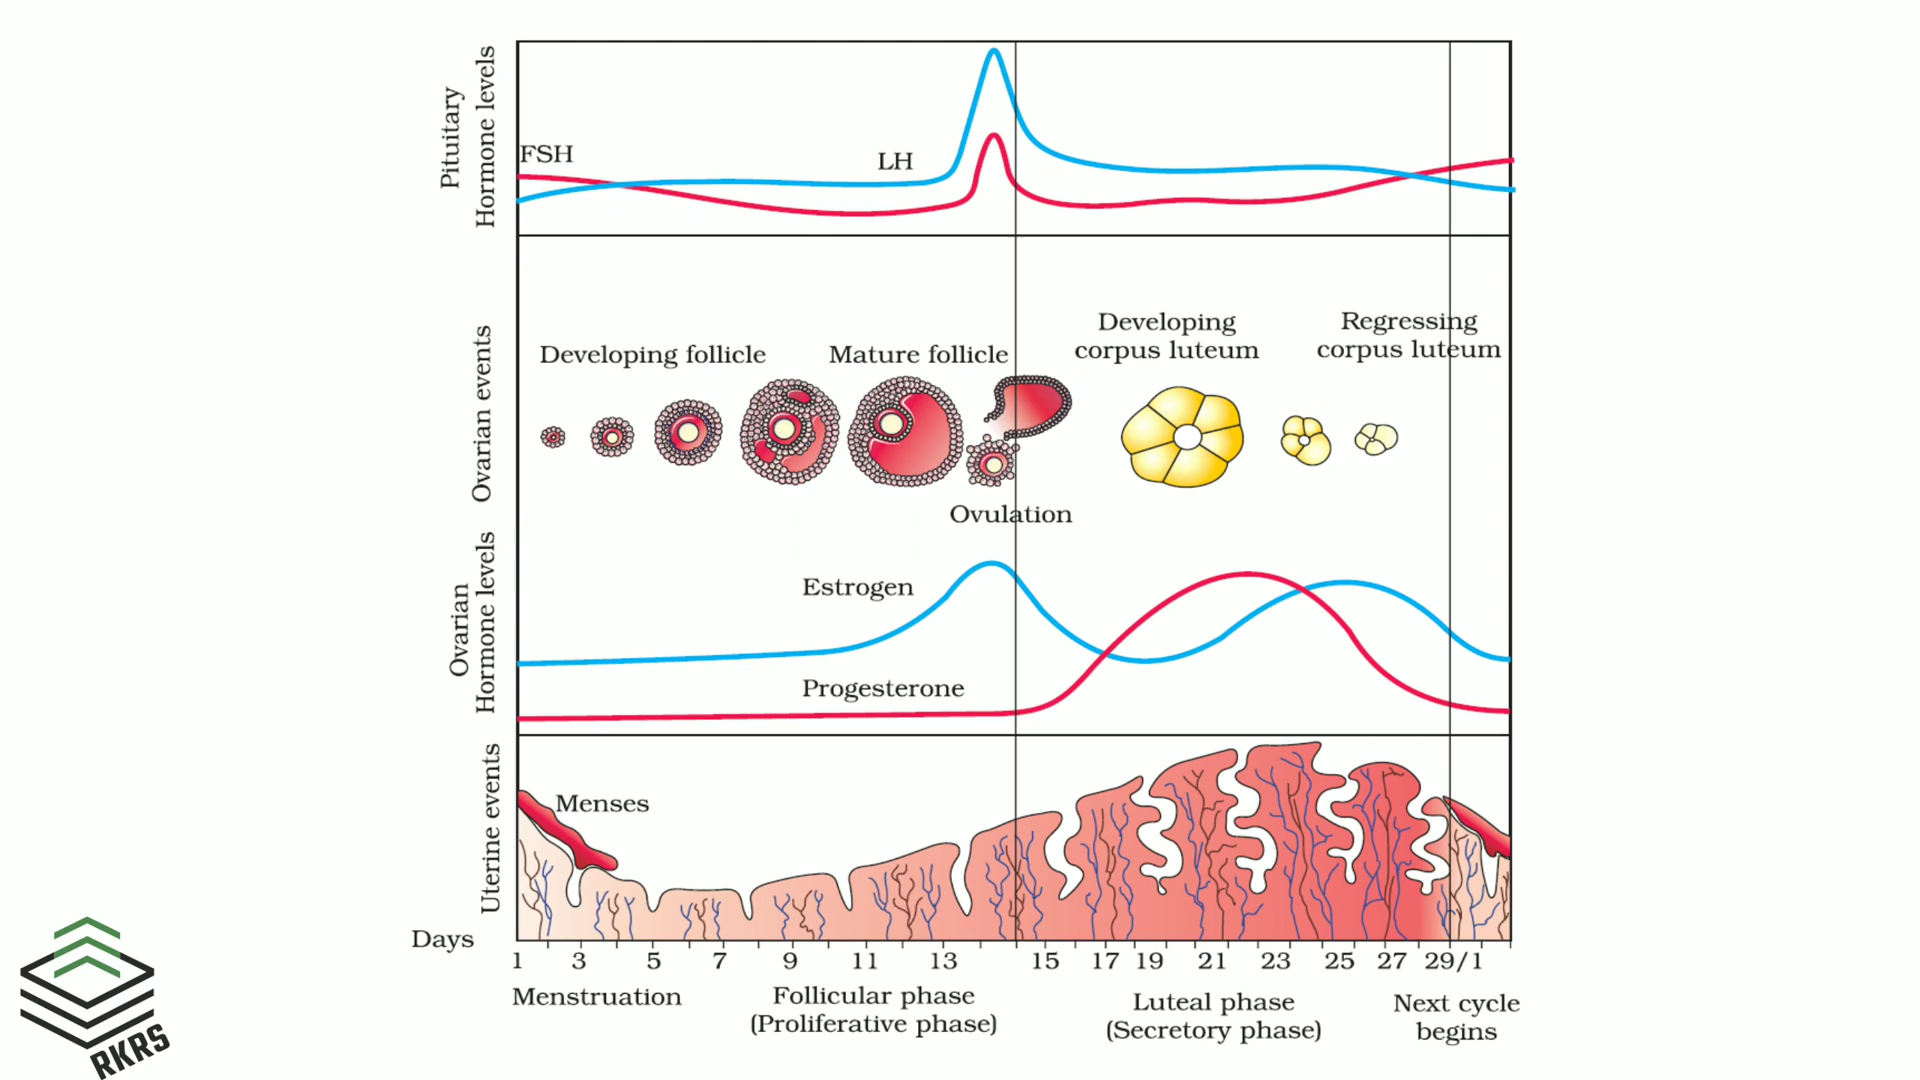 Pituitary
Hormone levels
FSH
LH
Ovarian events
Developing follicle
Mature follicle
Developing
corpus luteum
Regressing
corpus luteum
Ovulation
Ovarian
Hormone levels
Estrogen
Progesterone
Uterine events
Menses
Days
1 3 5 7 9 11 13 15 17 19 21 23 25 27 29/1
Menstruation
Follicular phase
(Proliferative phase)
Luteal phase
(Secretory phase)
Next cycle
begins
RKRS